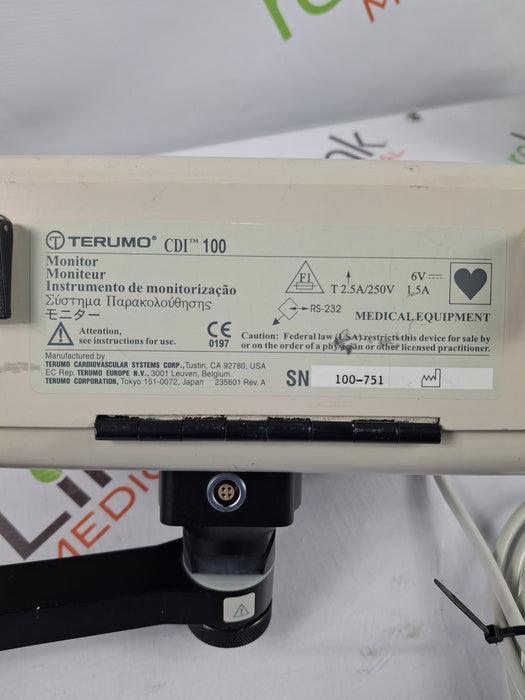 TERUMO® CDI™ 100
Monitor
Moniteur
Instrumento de monitorização
Σύστημα Παρακολούθησης
モニター
F1
T 2.5A/250V
6V
1.5A
RS-232
MEDICAL EQUIPMENT
Attention,
see instructions for use.
CE
0197
Caution: Federal law (USA) restricts this device for sale by
or on the order of a physician or other licensed practitioner.
Manufactured by
TERUMO CARDIOVASCULAR SYSTEMS CORP., Tustin, CA 92780, USA
EC Rep. TERUMO EUROPE N.V., 3001 Leuven, Belgium
TERUMO CORPORATION, Tokyo 151-0072, Japan 235601 Rev. A
SN 100-751
MEDICAL